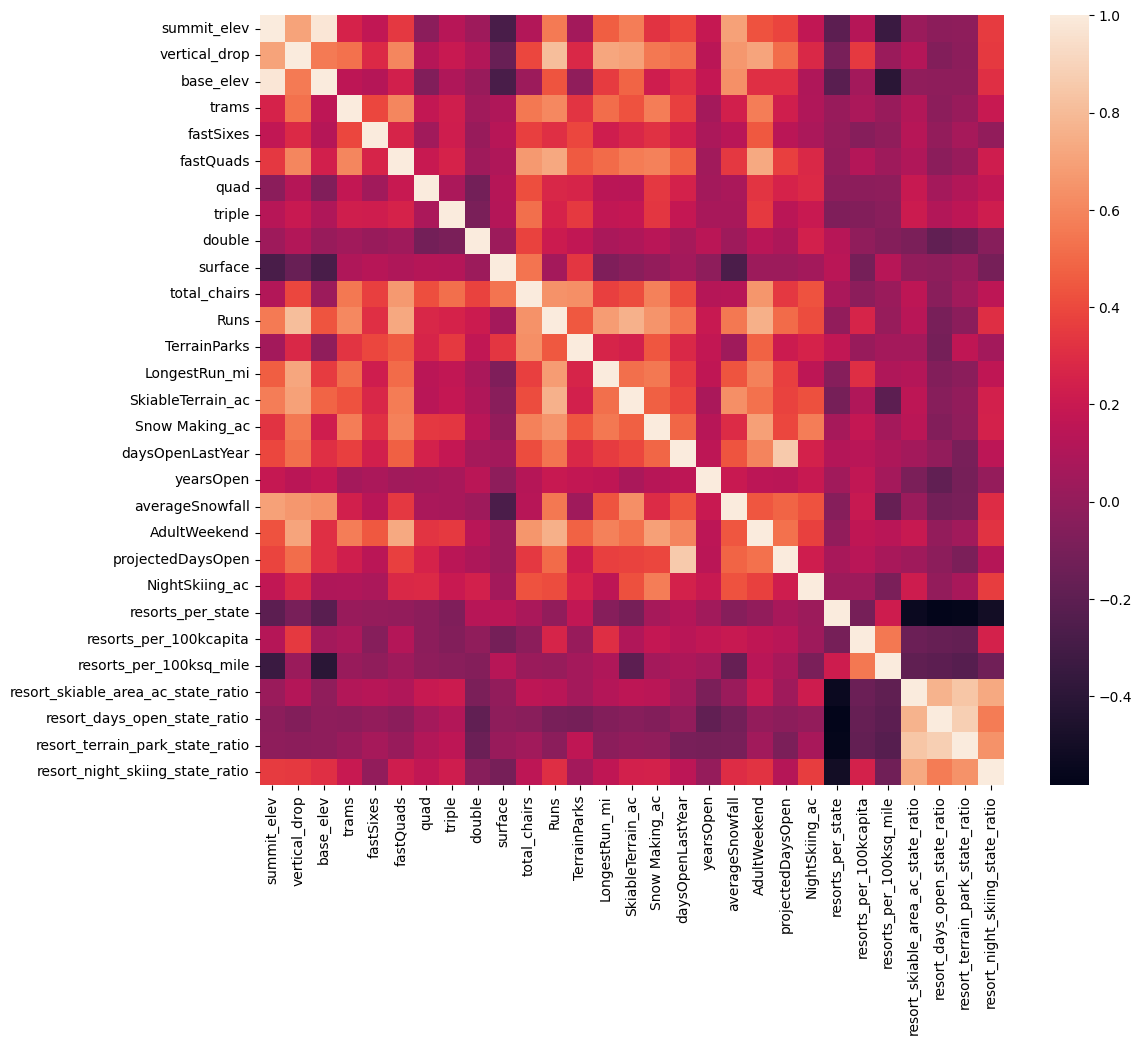 summit_elev
vertical_drop
base_elev
trams
fastSixes
fastQuads
quad
triple
double
surface
total_chairs
Runs
TerrainParks
LongestRun_mi
SkiableTerrain_ac
Snow Making_ac
daysOpenLastYear
yearsOpen
averageSnowfall
AdultWeekend
projectedDaysOpen
NightSkiing_ac
resorts_per_state
resorts_per_100kcapita
resorts_per_100ksq_mile
resort_skiable_area_ac_state_ratio
resort_days_open_state_ratio
resort_terrain_park_state_ratio
resort_night_skiing_state_ratio
summit_elev
vertical_drop
base_elev
trams
fastSixes
fastQuads
quad
triple
double
surface
total_chairs
Runs
TerrainParks
LongestRun_mi
SkiableTerrain_ac
Snow Making_ac
daysOpenLastYear
yearsOpen
averageSnowfall
AdultWeekend
projectedDaysOpen
NightSkiing_ac
resorts_per_state
resorts_per_100kcapita
resorts_per_100ksq_mile
resort_skiable_area_ac_state_ratio
resort_days_open_state_ratio
resort_terrain_park_state_ratio
resort_night_skiing_state_ratio
1.0
0.8
0.6
0.4
0.2
0.0
−0.2
−0.4